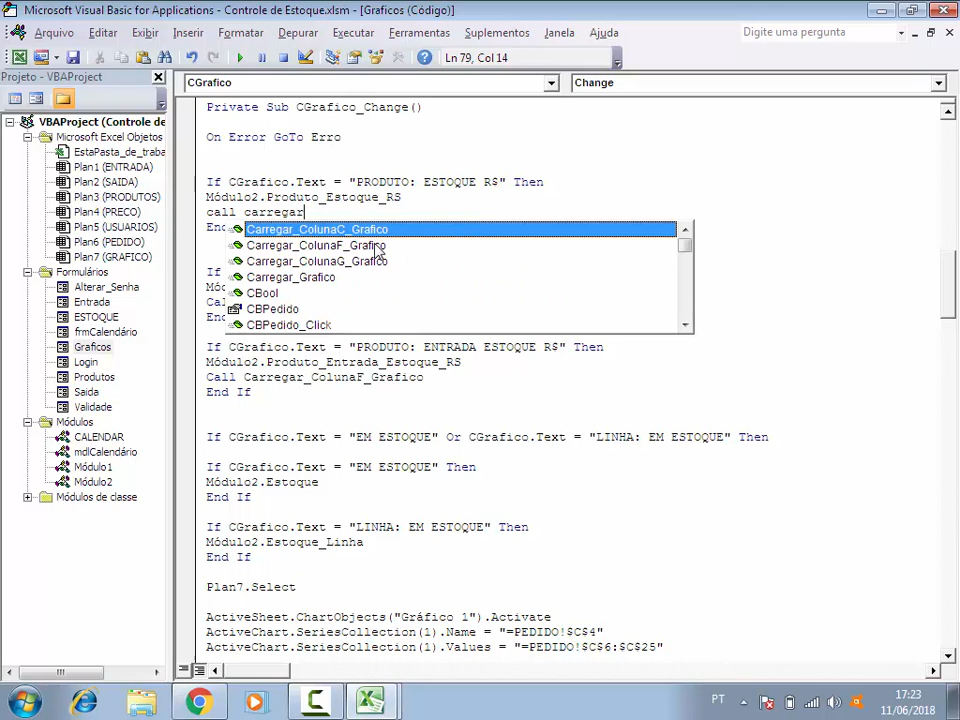 Microsoft Visual Basic for Applications - Controle de Estoque.xlsm - [Graficos (Código)]
Arquivo Editar Exibir Inserir Formatar Depurar Executar Ferramentas Suplementos Janela Ajuda
Digite uma pergunta
Ln 79, Col 14
Projeto - VBAProject
CGrafico
Change
VBAProject (Controle de
Microsoft Excel Objetos
EstaPasta_de_traba
Plan1 (ENTRADA)
Plan2 (SAIDA)
Plan3 (PRODUTOS)
Plan4 (PRECO)
Plan5 (USUARIOS)
Plan6 (PEDIDO)
Plan7 (GRAFICO)
Formulários
Alterar_Senha
Entrada
ESTOQUE
frmCalendário
Graficos
Login
Produtos
Saida
Validade
Módulos
CALENDAR
mdlCalendário
Módulo1
Módulo2
Módulos de classe
Private Sub CGrafico_Change()
On Error GoTo Erro
If CGrafico.Text = "PRODUTO: ESTOQUE R$" Then
Módulo2.Produto_Estoque_RS
call carregar
En
Carregar_ColunaC_Grafico
Carregar_ColunaF_Grafico
Carregar_ColunaG_Grafico
Carregar_Grafico
CBool
CBPedido
CBPedido_Click
If
Mó
Cal
En
If CGrafico.Text = "PRODUTO: ENTRADA ESTOQUE R$" Then
Módulo2.Produto_Entrada_Estoque_RS
Call Carregar_ColunaF_Grafico
End If
If CGrafico.Text = "EM ESTOQUE" Or CGrafico.Text = "LINHA: EM ESTOQUE" Then
If CGrafico.Text = "EM ESTOQUE" Then
Módulo2.Estoque
End If
If CGrafico.Text = "LINHA: EM ESTOQUE" Then
Módulo2.Estoque_Linha
End If
Plan7.Select
ActiveSheet.ChartObjects("Gráfico 1").Activate
ActiveChart.SeriesCollection(1).Name = "=PEDIDO!$C$4"
ActiveChart.SeriesCollection(1).Values = "=PEDIDO!$C$6:$C$25"
PT
17:23
11/06/2018